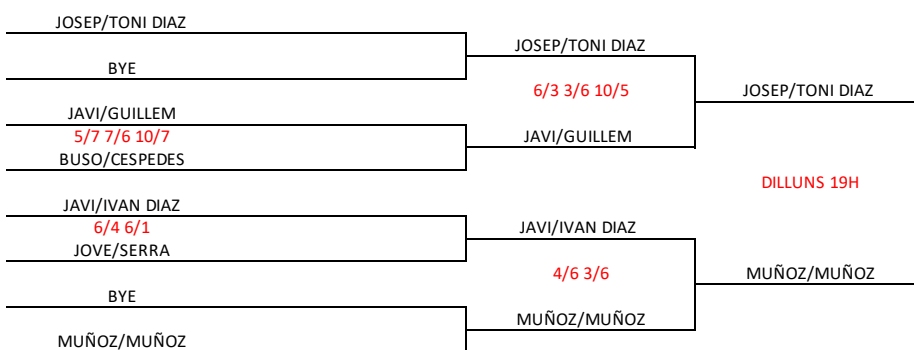 JOSEP/TONI DIAZ
JOSEP/TONI DIAZ
BYE
6/3 3/6 10/5
JOSEP/TONI DIAZ
JAVI/GUILLEM
5/7 7/6 10/7
JAVI/GUILLEM
BUSO/CESPEDES
DILLUNS 19H
JAVI/IVAN DIAZ
6/4 6/1
JAVI/IVAN DIAZ
JOVE/SERRA
4/6 3/6
MUÑOZ/MUÑOZ
BYE
MUÑOZ/MUÑOZ
MUÑOZ/MUÑOZ